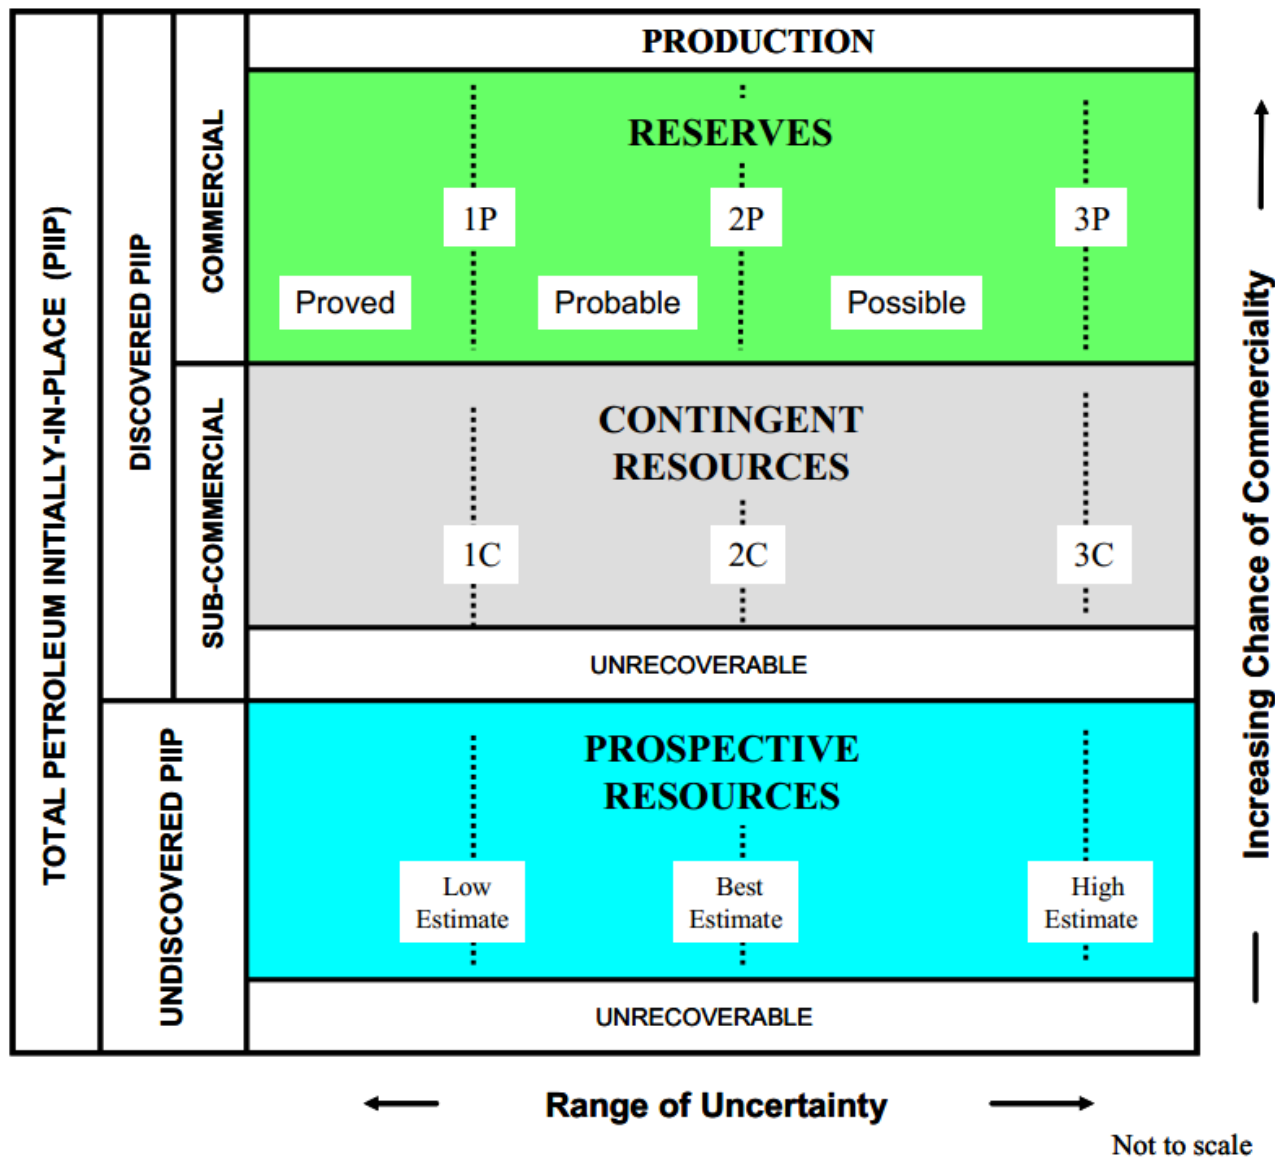 TOTAL PETROLEUM INITIALLY-IN-PLACE (PIIP)
DISCOVERED PIIP
UNDISCOVERED PIIP
COMMERCIAL
SUB-COMMERCIAL
PRODUCTION
RESERVES
1P
2P
3P
Proved
Probable
Possible
CONTINGENT
RESOURCES
1C
2C
3C
UNRECOVERABLE
PROSPECTIVE
RESOURCES
Low
Estimate
Best
Estimate
High
Estimate
UNRECOVERABLE
Increasing Chance of Commerciality
Range of Uncertainty
Not to scale